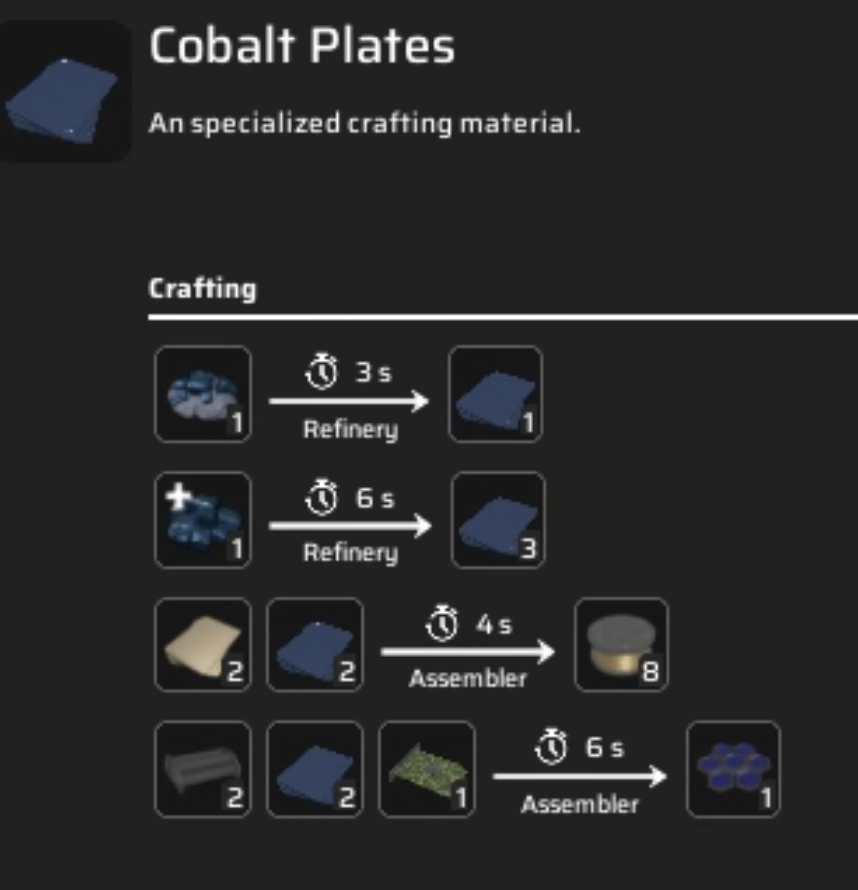 Cobalt Plates
An specialized crafting material.
Crafting
3 s
1 Refinery 1
6 s
1 Refinery 3
4 s
2 2 Assembler 8
6 s
2 2 1 Assembler 1